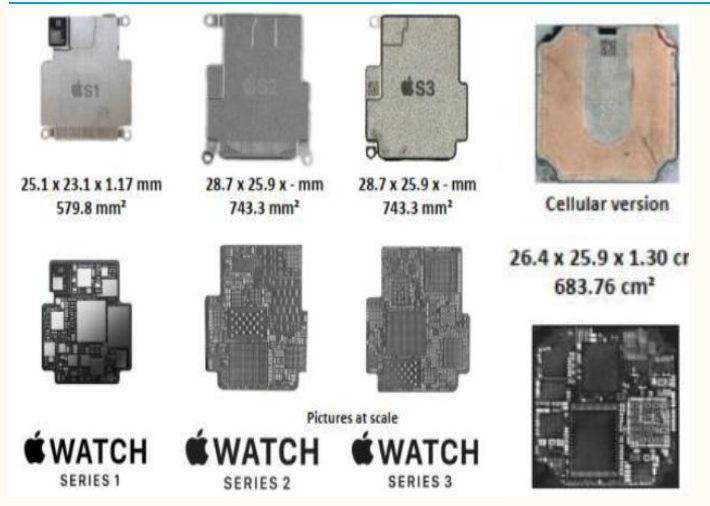 S1
S2
S3
25.1 x 23.1 x 1.17 mm
579.8 mm²
28.7 x 25.9 x - mm
743.3 mm²
28.7 x 25.9 x - mm
743.3 mm²
Cellular version
26.4 x 25.9 x 1.30 cr
683.76 cm²
Pictures at scale
WATCH
SERIES 1
WATCH
SERIES 2
WATCH
SERIES 3